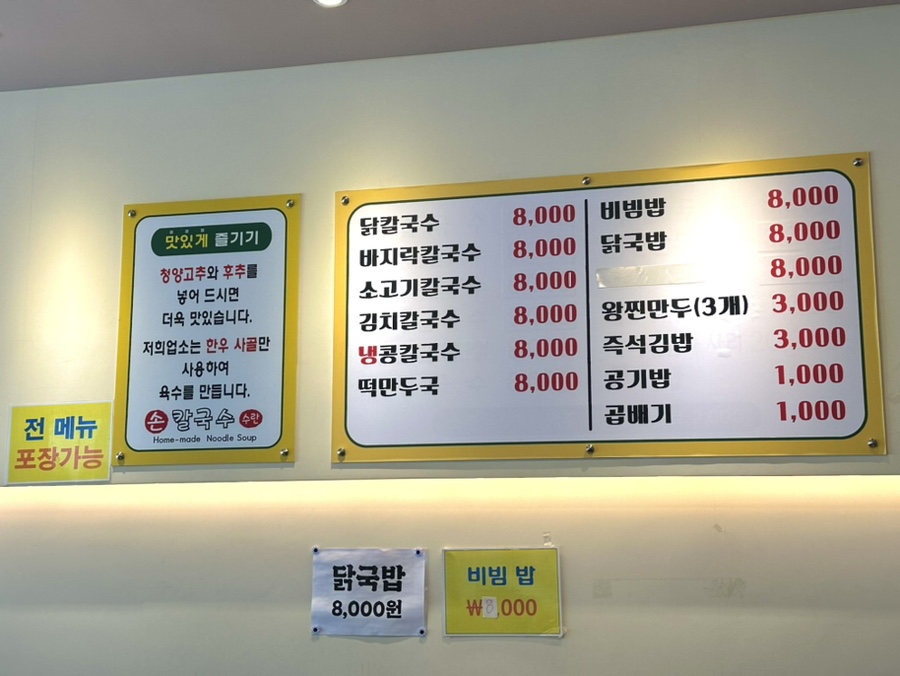 맛있게 즐기기
청양고추와 후추를
넣어 드시면
더욱 맛있습니다.
저희업소는 한우 사골만
사용하여
육수를 만듭니다.
손 칼국수 수란
Home-made Noodle Soup
전 메뉴
포장가능
닭칼국수 8,000
바지락칼국수 8,000
소고기칼국수 8,000
김치칼국수 8,000
냉콩칼국수 8,000
떡만두국 8,000
비빔밥 8,000
닭국밥 8,000
8,000
왕찐만두(3개) 3,000
즉석김밥 3,000
공기밥 1,000
곱배기 1,000
닭국밥
8,000원
비빔 밥
₩8,000